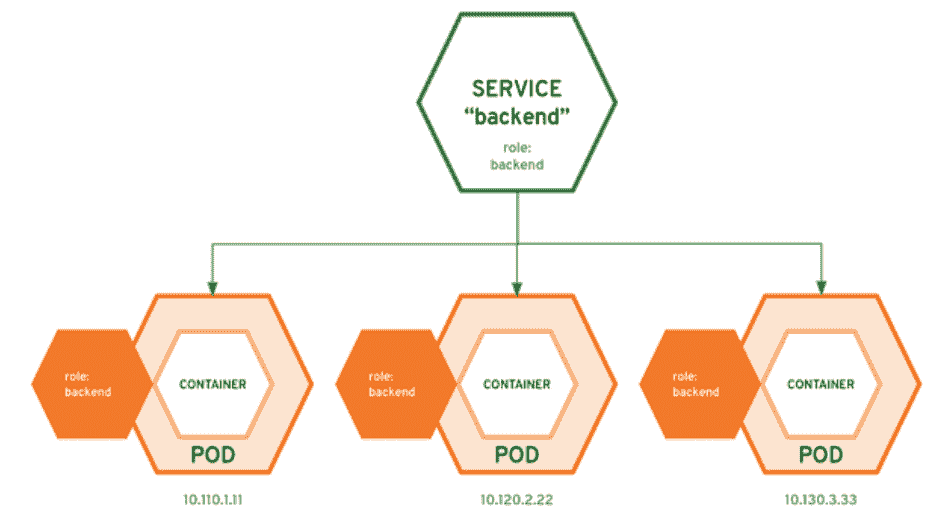 SERVICE
“backend”
role:
backend
role:
backend
CONTAINER
POD
10.110.1.11
role:
backend
CONTAINER
POD
10.120.2.22
role:
backend
CONTAINER
POD
10.130.3.33